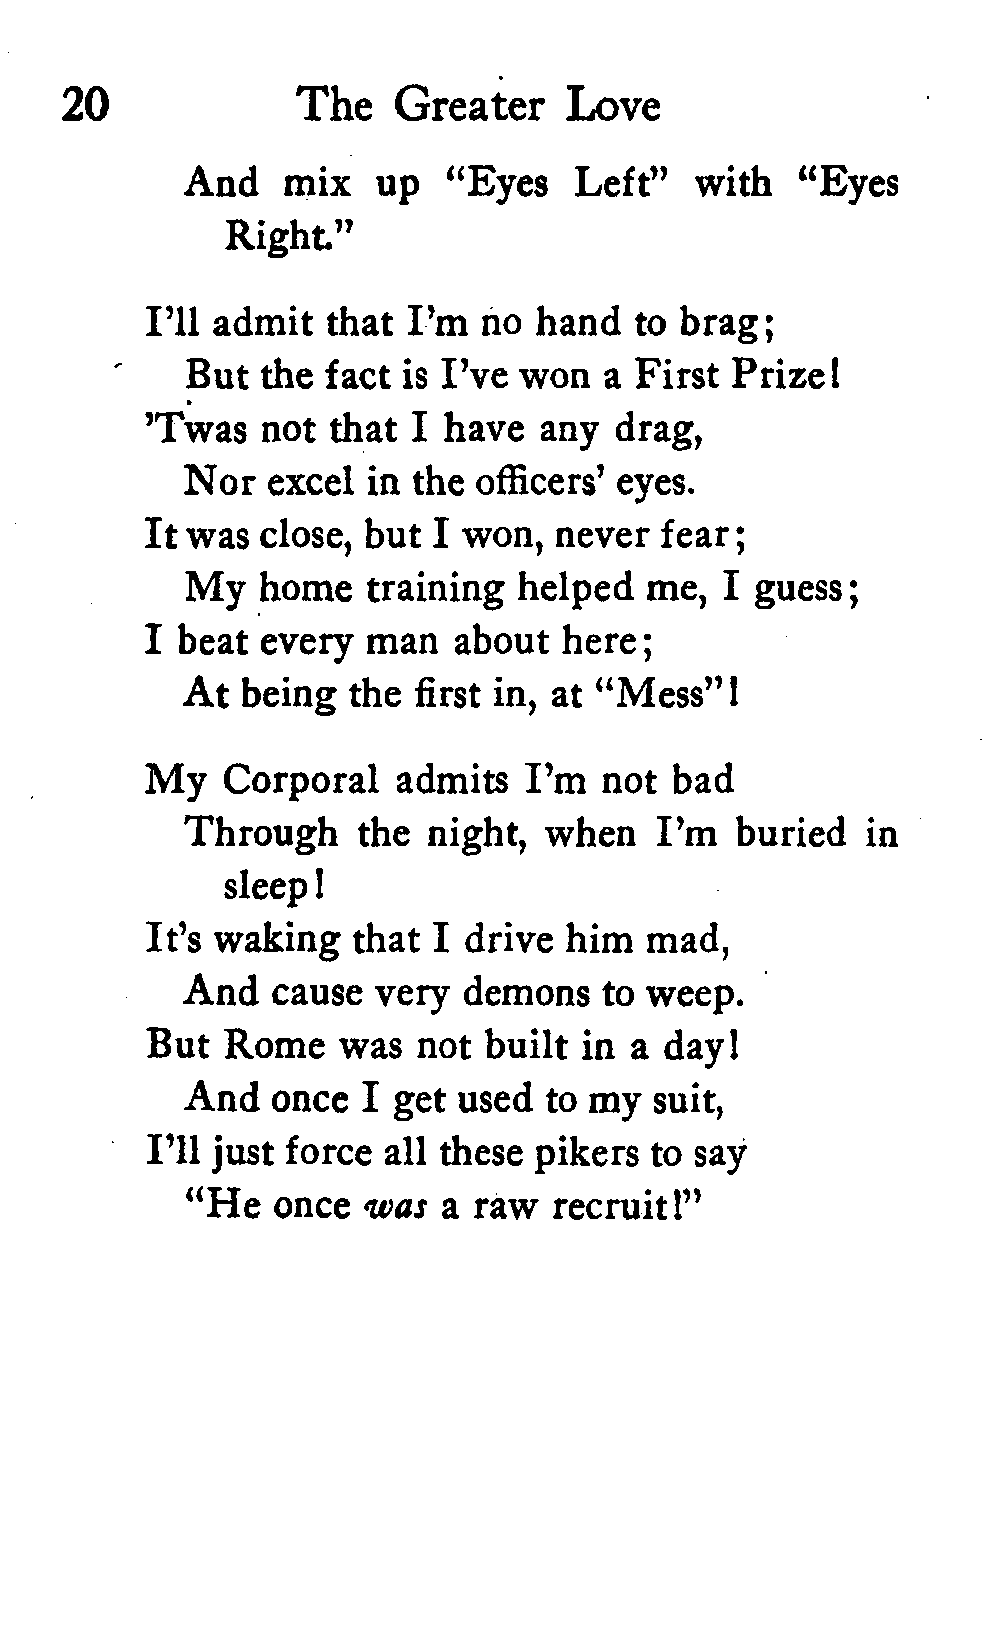 20 The Greater Love
And mix up "Eyes Left" with "Eyes
Right."
I'll admit that I'm no hand to brag;
But the fact is I've won a First Prize!
'Twas not that I have any drag,
Nor excel in the officers' eyes.
It was close, but I won, never fear;
My home training helped me, I guess;
I beat every man about here;
At being the first in, at "Mess"!
My Corporal admits I'm not bad
Through the night, when I'm buried in
sleep!
It's waking that I drive him mad,
And cause very demons to weep.
But Rome was not built in a day!
And once I get used to my suit,
I'll just force all these pikers to say
"He once was a raw recruit!"